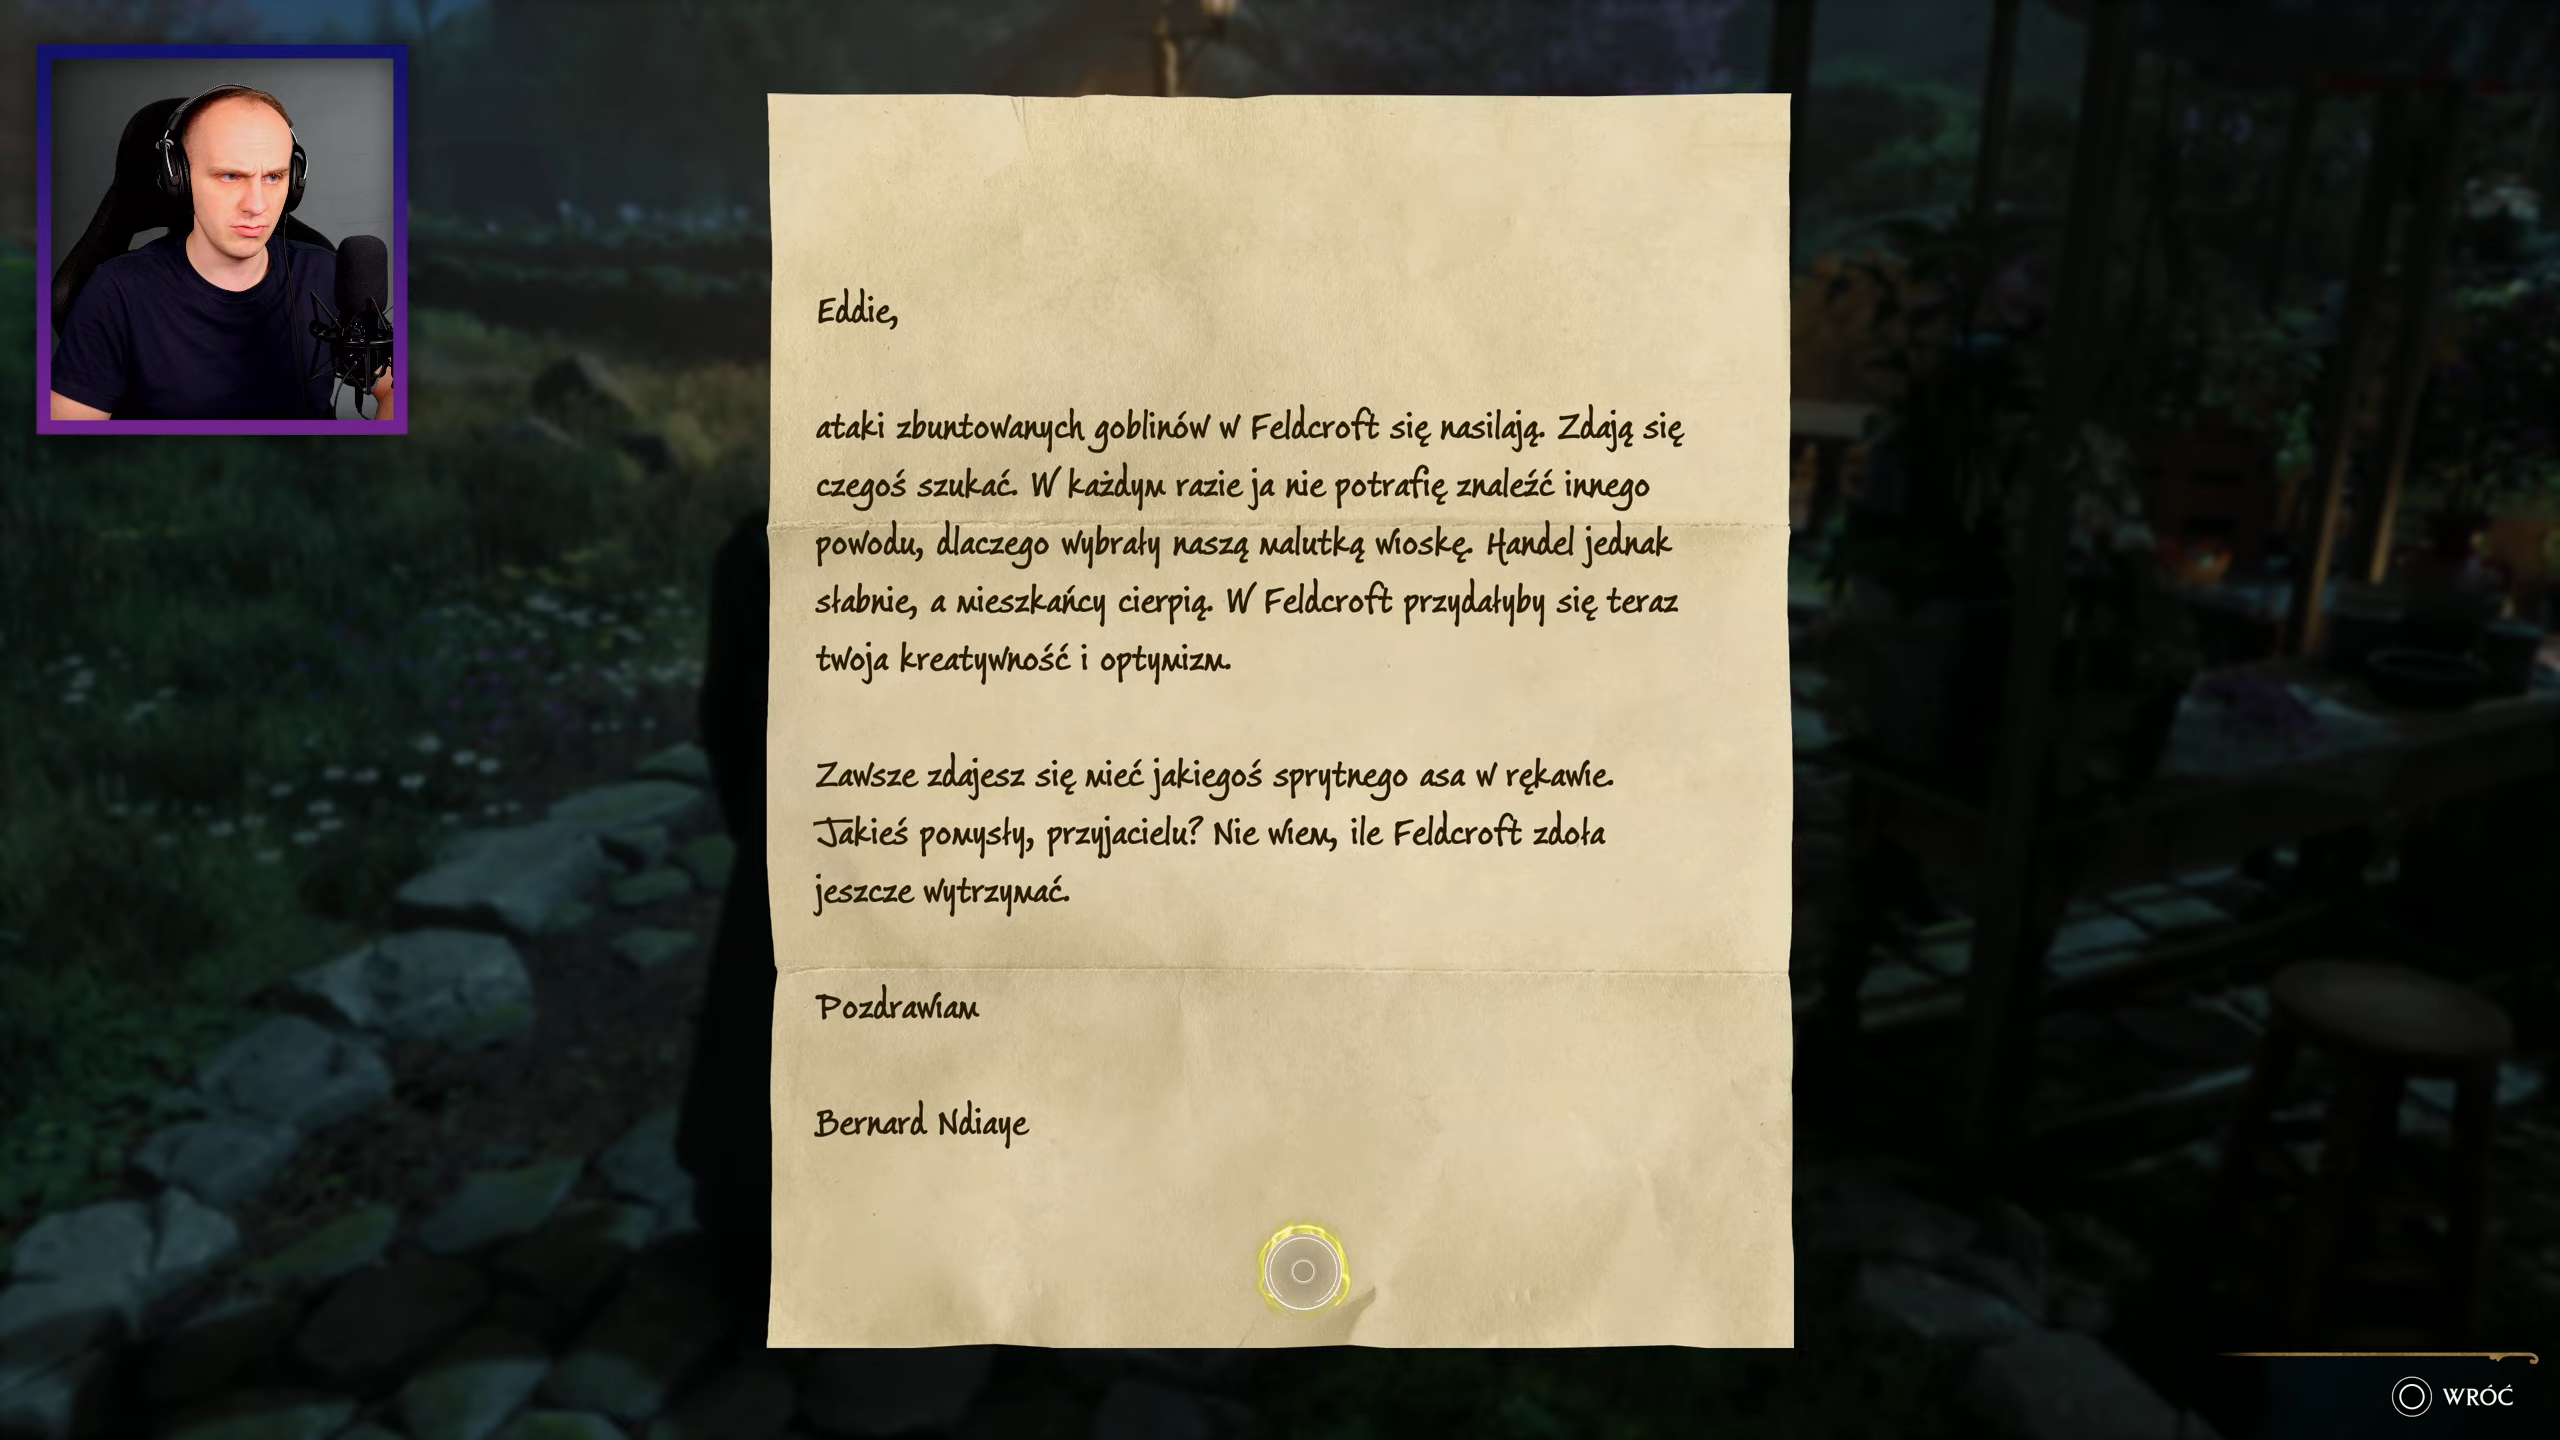 Eddie,
ataki zbuntowanych goblinów w Feldcroft się nasilają. Zdają się
czegoś szukać. W każdym razie ja nie potrafię znaleźć innego
powodu, dlaczego wybrały naszą malutką wioskę. Handel jednak
słabnie, a mieszkańcy cierpią. W Feldcroft przydałyby się teraz
twoja kreatywność i optymizm.
Zawsze zdajesz się mieć jakiegoś sprytnego asa w rękawie.
Jakieś pomysły, przyjacielu? Nie wiem, ile Feldcroft zdoła
jeszcze wytrzymać.
Pozdrawiam
Bernard Ndiaye
WRÓĆ